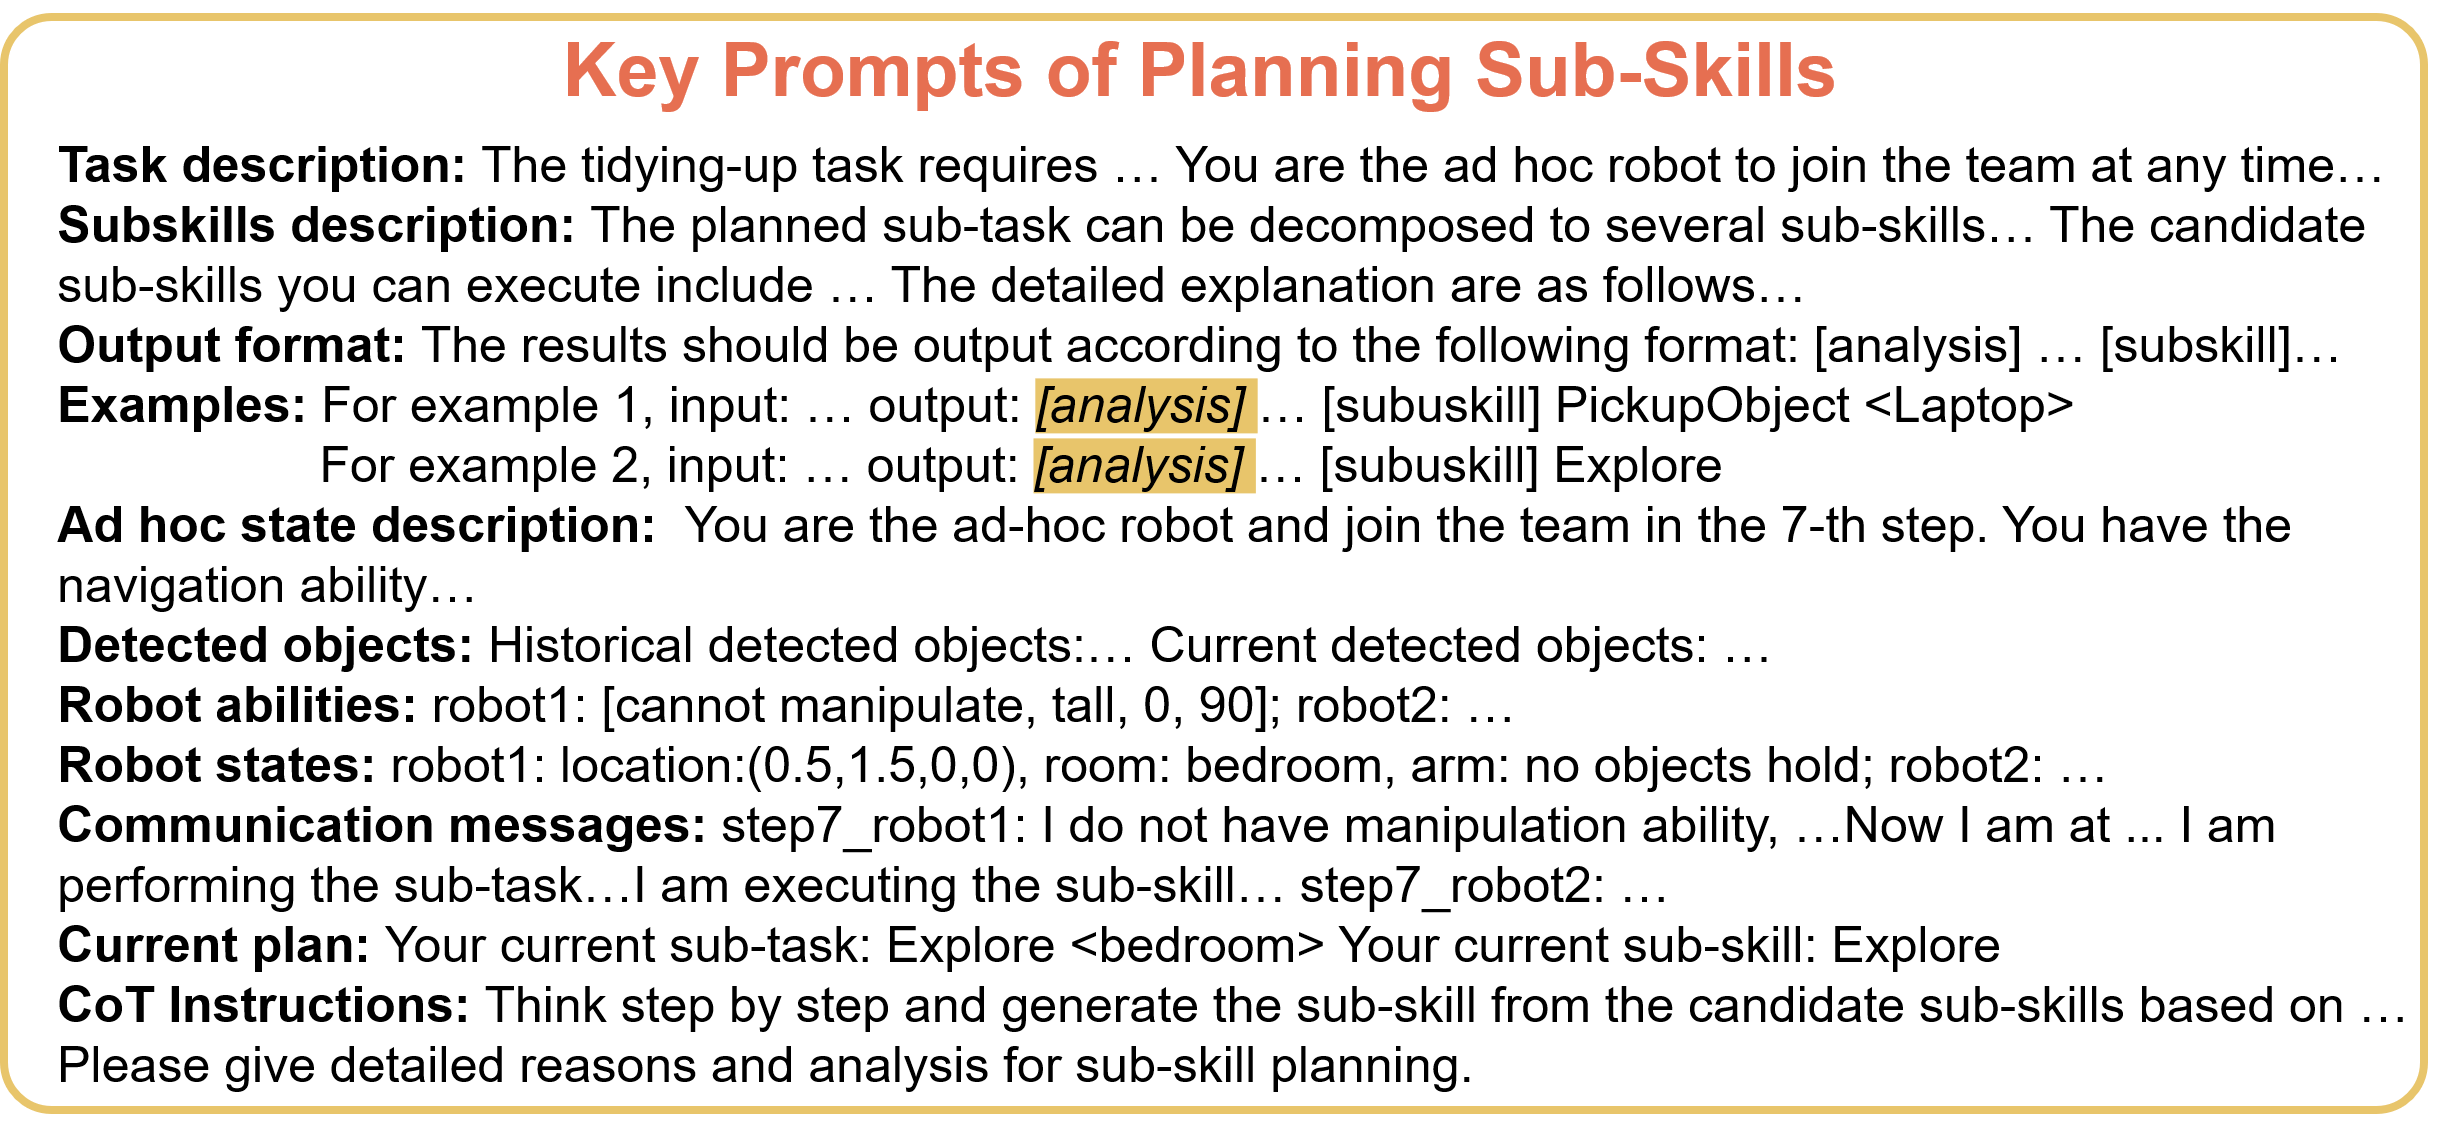 Key Prompts of Planning Sub-Skills
Task description: The tidying-up task requires … You are the ad hoc robot to join the team at any time…
Subskills description: The planned sub-task can be decomposed to several sub-skills… The candidate
sub-skills you can execute include … The detailed explanation are as follows…
Output format: The results should be output according to the following format: [analysis] … [subskill]…
Examples: For example 1, input: … output: [analysis] … [subuskill] PickupObject <Laptop>
For example 2, input: … output: [analysis] … [subuskill] Explore
Ad hoc state description: You are the ad-hoc robot and join the team in the 7-th step. You have the
navigation ability…
Detected objects: Historical detected objects:… Current detected objects: …
Robot abilities: robot1: [cannot manipulate, tall, 0, 90]; robot2: …
Robot states: robot1: location:(0.5,1.5,0,0), room: bedroom, arm: no objects hold; robot2: …
Communication messages: step7_robot1: I do not have manipulation ability, …Now I am at ... I am
performing the sub-task…I am executing the sub-skill… step7_robot2: …
Current plan: Your current sub-task: Explore <bedroom> Your current sub-skill: Explore
CoT Instructions: Think step by step and generate the sub-skill from the candidate sub-skills based on …
Please give detailed reasons and analysis for sub-skill planning.